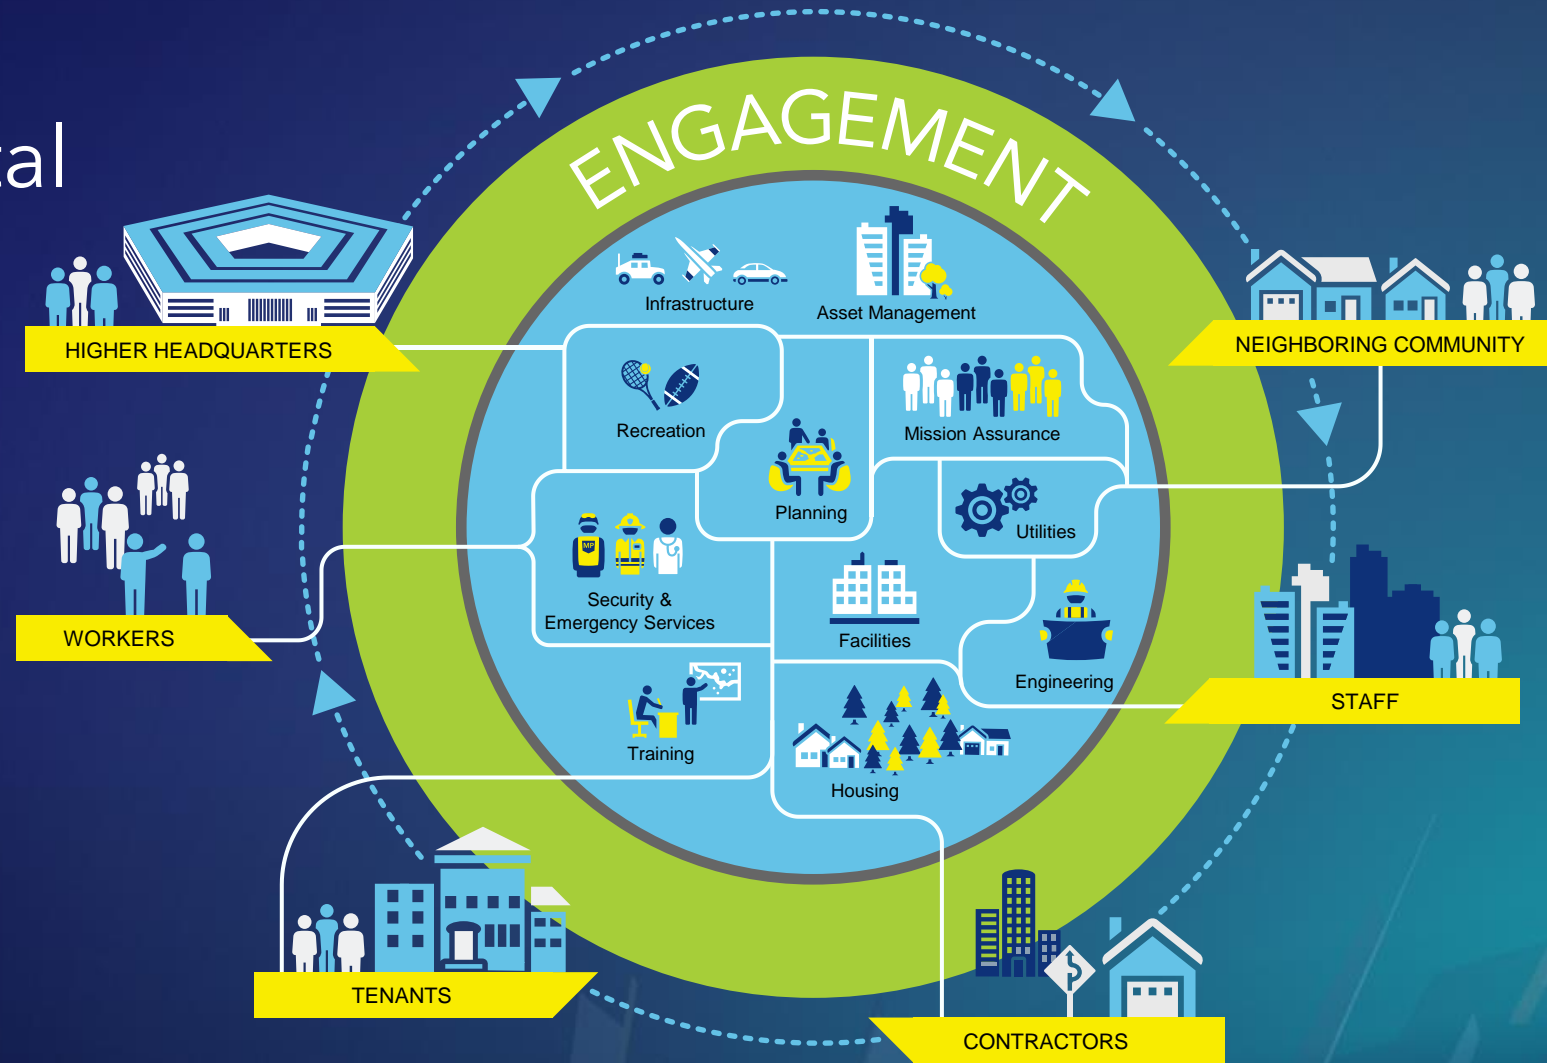 ENGAGEMENT
Infrastructure
Asset Management
HIGHER HEADQUARTERS
NEIGHBORING COMMUNITY
Recreation
Mission Assurance
Planning
Utilities
MP
Security &
Emergency Services
WORKERS
Facilities
Engineering
STAFF
Training
Housing
TENANTS
CONTRACTORS